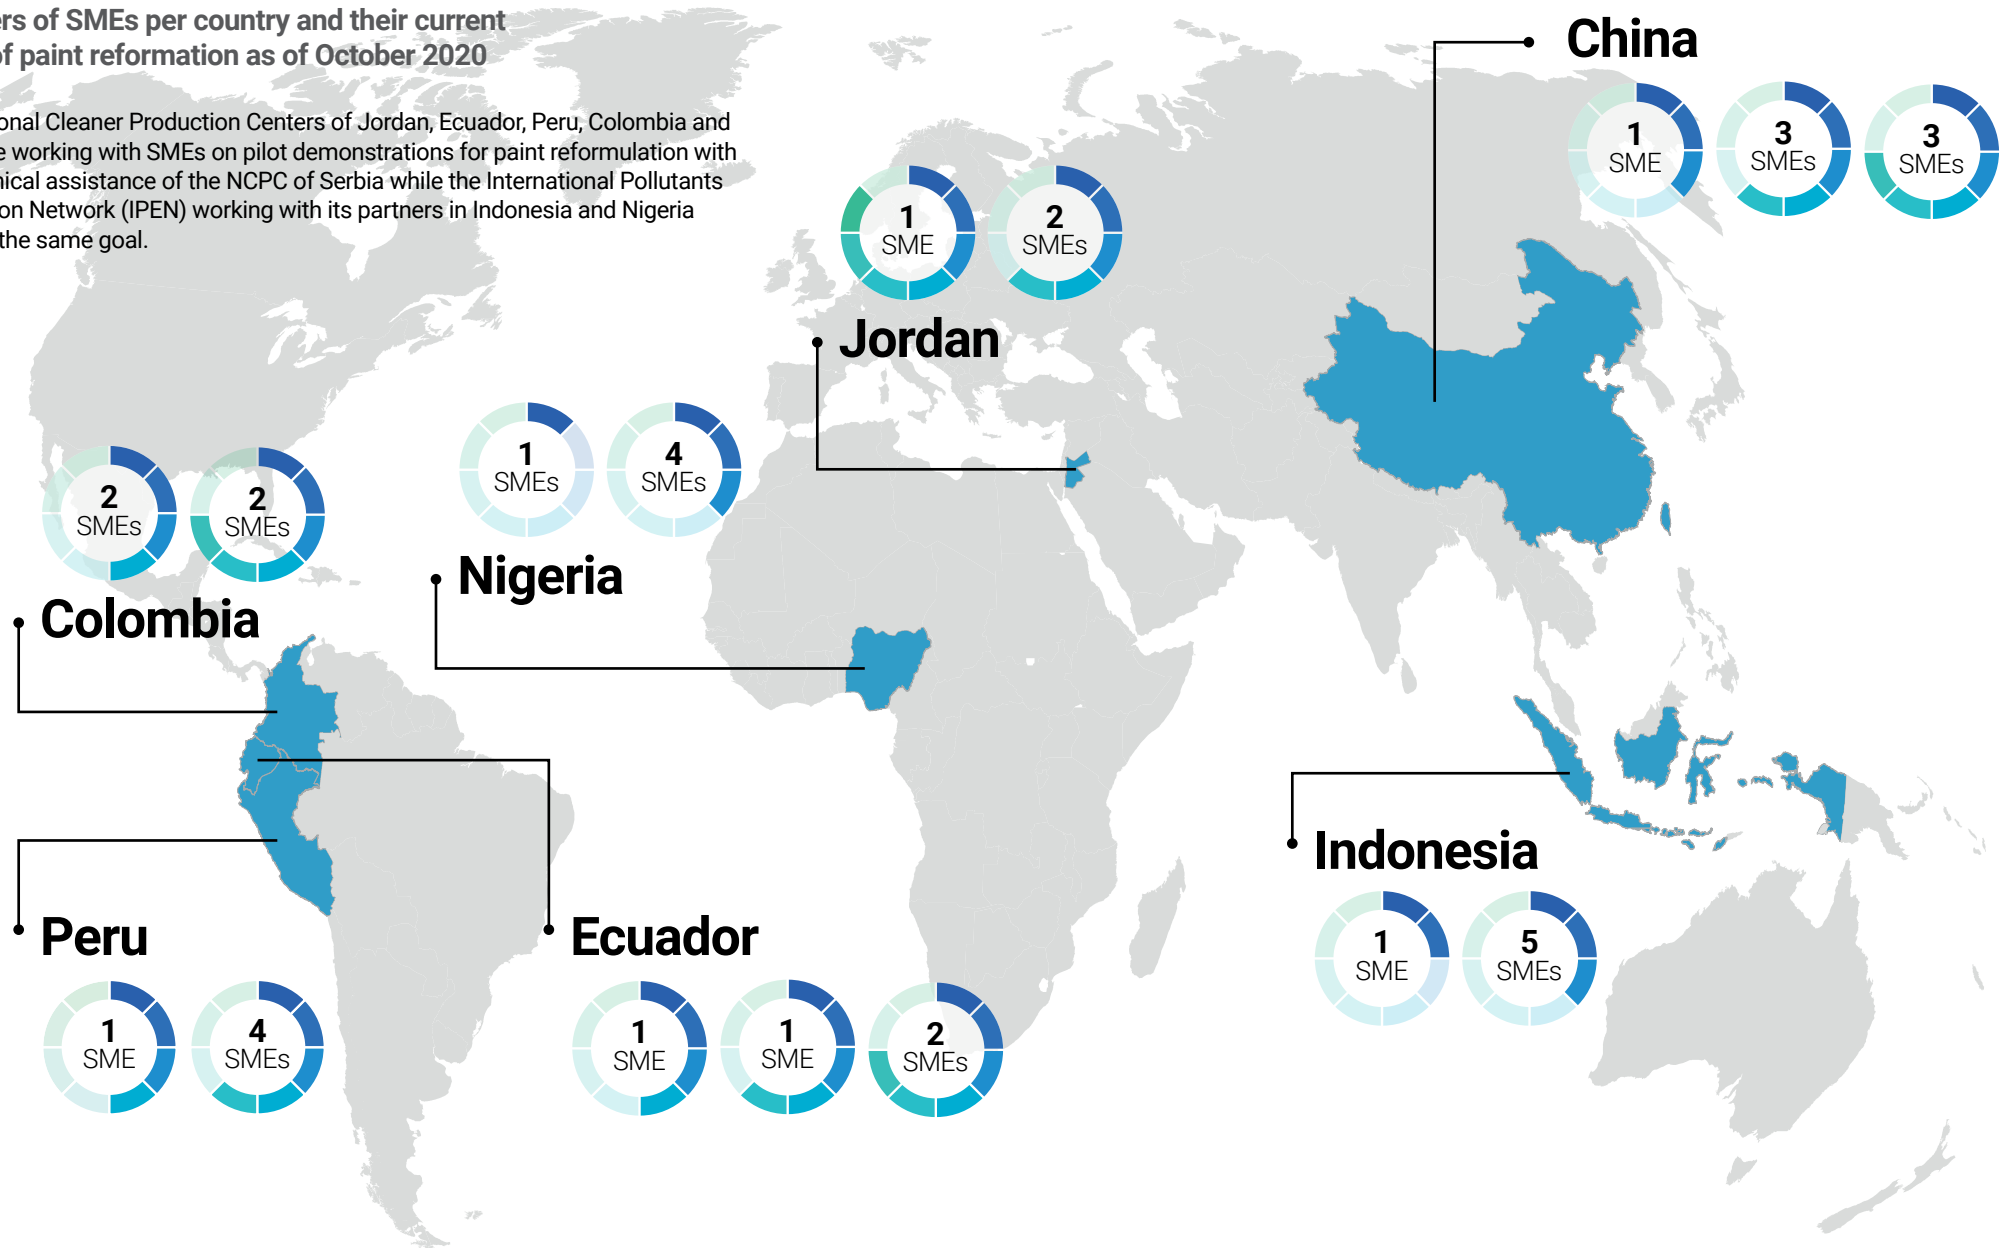 of SMEs per country and their current
of paint reformation as of October 2020
Cleaner Production Centers of Jordan, Ecuador, Peru, Colombia and
working with SMEs on pilot demonstrations for paint reformulation with
assistance of the NCPC of Serbia while the International Pollutants
Network (IPEN) working with its partners in Indonesia and Nigeria
the same goal.
China
1
SME
3
SMEs
3
SMEs
1
SME
2
SMEs
Jordan
1
SMEs
4
SMEs
Nigeria
2
SMEs
2
SMEs
Colombia
Indonesia
1
SME
5
SMEs
Peru
1
SME
4
SMEs
Ecuador
1
SME
1
SME
2
SMEs